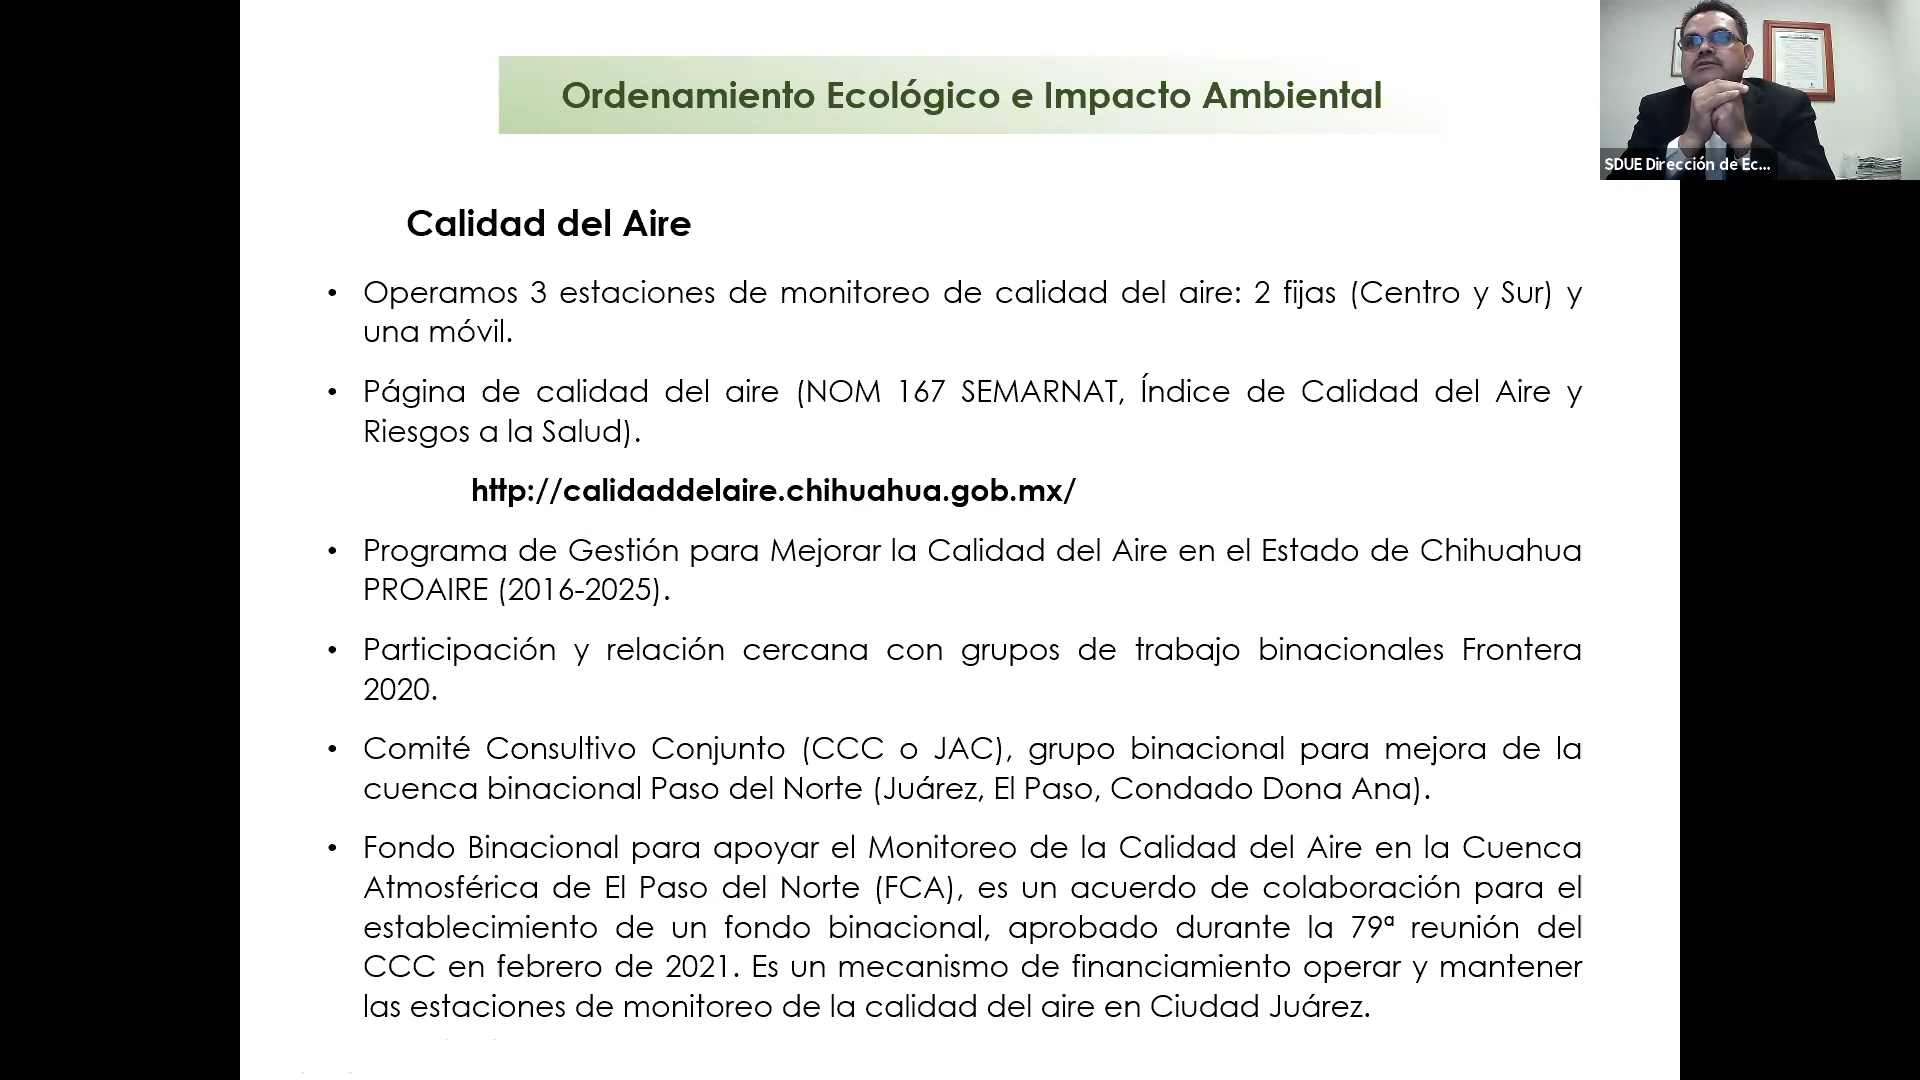 Ordenamiento Ecológico e Impacto Ambiental
SDUE Dirección de Ec...
Calidad del Aire
• Operamos 3 estaciones de monitoreo de calidad del aire: 2 fijas (Centro y Sur) y
una móvil.
• Página de calidad del aire (NOM 167 SEMARNAT, Índice de Calidad del Aire y
Riesgos a la Salud).
http://calidaddelaire.chihuahua.gob.mx/
• Programa de Gestión para Mejorar la Calidad del Aire en el Estado de Chihuahua
PROAIRE (2016-2025).
• Participación y relación cercana con grupos de trabajo binacionales Frontera
2020.
• Comité Consultivo Conjunto (CCC o JAC), grupo binacional para mejora de la
cuenca binacional Paso del Norte (Juárez, El Paso, Condado Dona Ana).
• Fondo Binacional para apoyar el Monitoreo de la Calidad del Aire en la Cuenca
Atmosférica de El Paso del Norte (FCA), es un acuerdo de colaboración para el
establecimiento de un fondo binacional, aprobado durante la 79ª reunión del
CCC en febrero de 2021. Es un mecanismo de financiamiento operar y mantener
las estaciones de monitoreo de la calidad del aire en Ciudad Juárez.